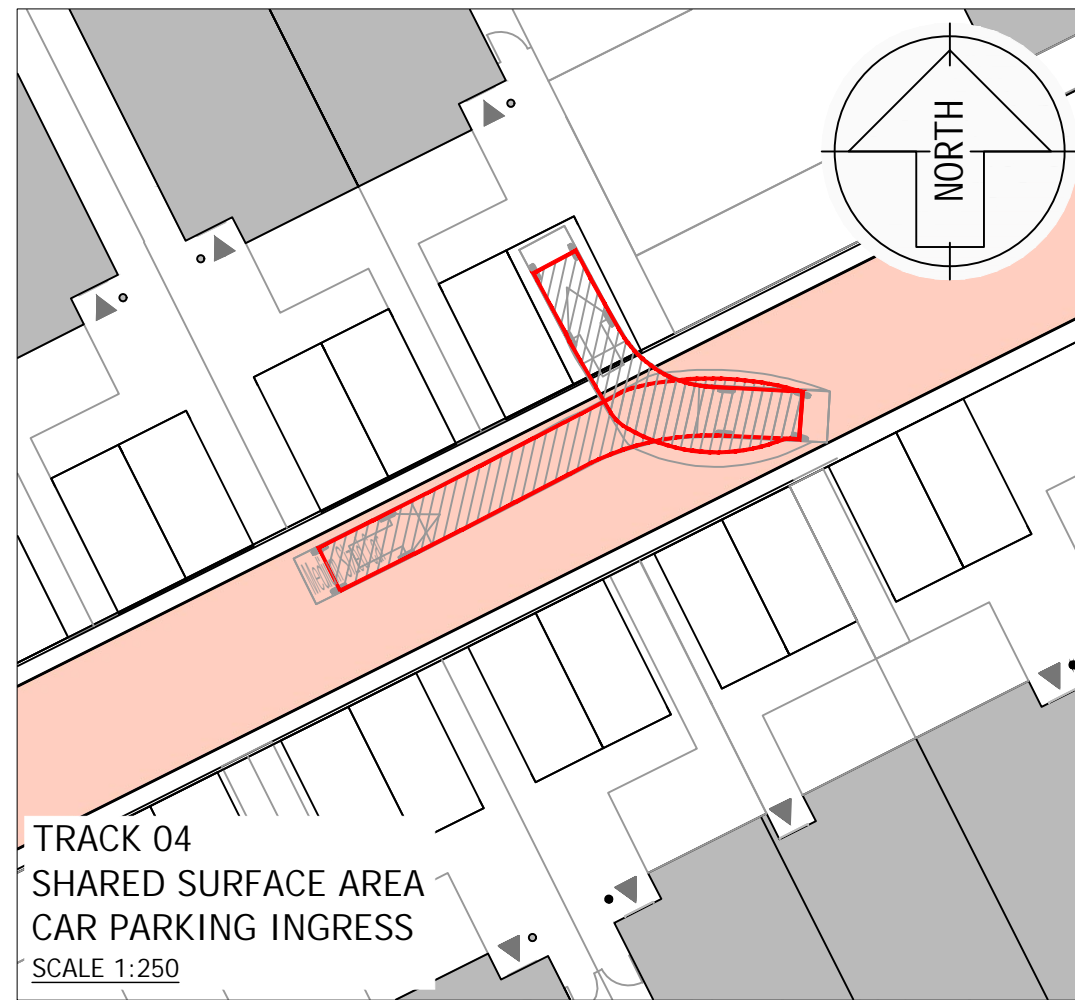 NORTH
TRACK 04
SHARED SURFACE AREA
CAR PARKING INGRESS
SCALE 1:250